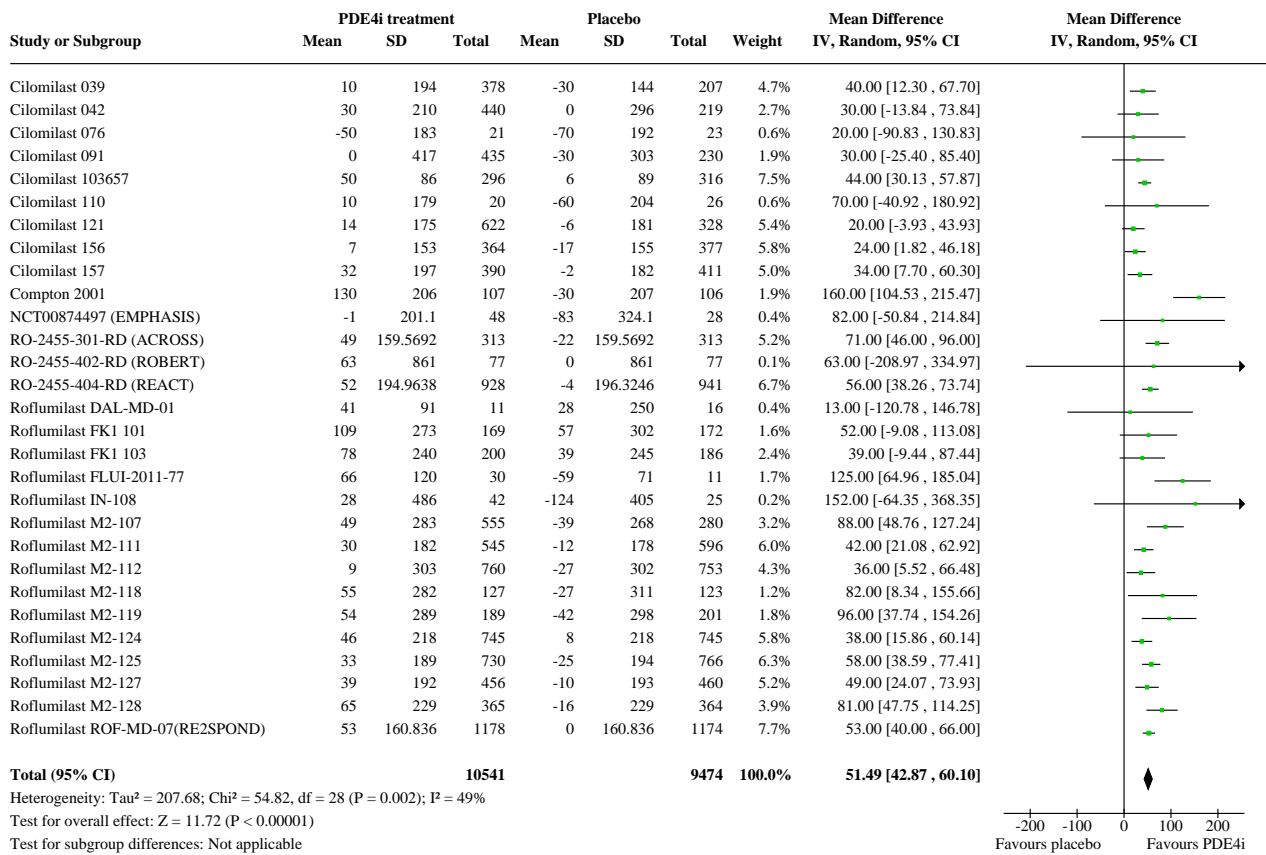 PDE4i treatment Placebo Mean Difference Mean Difference
Study or Subgroup Mean SD Total Mean SD Total Weight IV, Random, 95% CI IV, Random, 95% CI
Cilomilast 039 10 194 378 -30 144 207 4.7% 40.00 [12.30 , 67.70]
Cilomilast 042 30 210 440 0 296 219 2.7% 30.00 [-13.84 , 73.84]
Cilomilast 076 -50 183 21 -70 192 23 0.6% 20.00 [-90.83 , 130.83]
Cilomilast 091 0 417 435 -30 303 230 1.9% 30.00 [-25.40 , 85.40]
Cilomilast 103657 50 86 296 6 89 316 7.5% 44.00 [30.13 , 57.87]
Cilomilast 110 10 179 20 -60 204 26 0.6% 70.00 [-40.92 , 180.92]
Cilomilast 121 14 175 622 -6 181 328 5.4% 20.00 [-3.93 , 43.93]
Cilomilast 156 7 153 364 -17 155 377 5.8% 24.00 [1.82 , 46.18]
Cilomilast 157 32 197 390 -2 182 411 5.0% 34.00 [7.70 , 60.30]
Compton 2001 130 206 107 -30 207 106 1.9% 160.00 [104.53 , 215.47]
NCT00874497 (EMPHASIS) -1 201.1 48 -83 324.1 28 0.4% 82.00 [-50.84 , 214.84]
RO-2455-301-RD (ACROSS) 49 159.5692 313 -22 159.5692 313 5.2% 71.00 [46.00 , 96.00]
RO-2455-402-RD (ROBERT) 63 861 77 0 861 77 0.1% 63.00 [-208.97 , 334.97]
RO-2455-404-RD (REACT) 52 194.9638 928 -4 196.3246 941 6.7% 56.00 [38.26 , 73.74]
Roflumilast DAL-MD-01 41 91 11 28 250 16 0.4% 13.00 [-120.78 , 146.78]
Roflumilast FK1 101 109 273 169 57 302 172 1.6% 52.00 [-9.08 , 113.08]
Roflumilast FK1 103 78 240 200 39 245 186 2.4% 39.00 [-9.44 , 87.44]
Roflumilast FLUI-2011-77 66 120 30 -59 71 11 1.7% 125.00 [64.96 , 185.04]
Roflumilast IN-108 28 486 42 -124 405 25 0.2% 152.00 [-64.35 , 368.35]
Roflumilast M2-107 49 283 555 -39 268 280 3.2% 88.00 [48.76 , 127.24]
Roflumilast M2-111 30 182 545 -12 178 596 6.0% 42.00 [21.08 , 62.92]
Roflumilast M2-112 9 303 760 -27 302 753 4.3% 36.00 [5.52 , 66.48]
Roflumilast M2-118 55 282 127 -27 311 123 1.2% 82.00 [8.34 , 155.66]
Roflumilast M2-119 54 289 189 -42 298 201 1.8% 96.00 [37.74 , 154.26]
Roflumilast M2-124 46 218 745 8 218 745 5.8% 38.00 [15.86 , 60.14]
Roflumilast M2-125 33 189 730 -25 194 766 6.3% 58.00 [38.59 , 77.41]
Roflumilast M2-127 39 192 456 -10 193 460 5.2% 49.00 [24.07 , 73.93]
Roflumilast M2-128 65 229 365 -16 229 364 3.9% 81.00 [47.75 , 114.25]
Roflumilast ROF-MD-07(RE2SPOND) 53 160.836 1178 0 160.836 1174 7.7% 53.00 [40.00 , 66.00]
Total (95% CI) 10541 9474 100.0% 51.49 [42.87 , 60.10]
Heterogeneity: Tau² = 207.68; Chi² = 54.82, df = 28 (P = 0.002); I² = 49%
Test for overall effect: Z = 11.72 (P < 0.00001)
Test for subgroup differences: Not applicable
-200 -100 0 100 200
Favours placebo Favours PDE4i